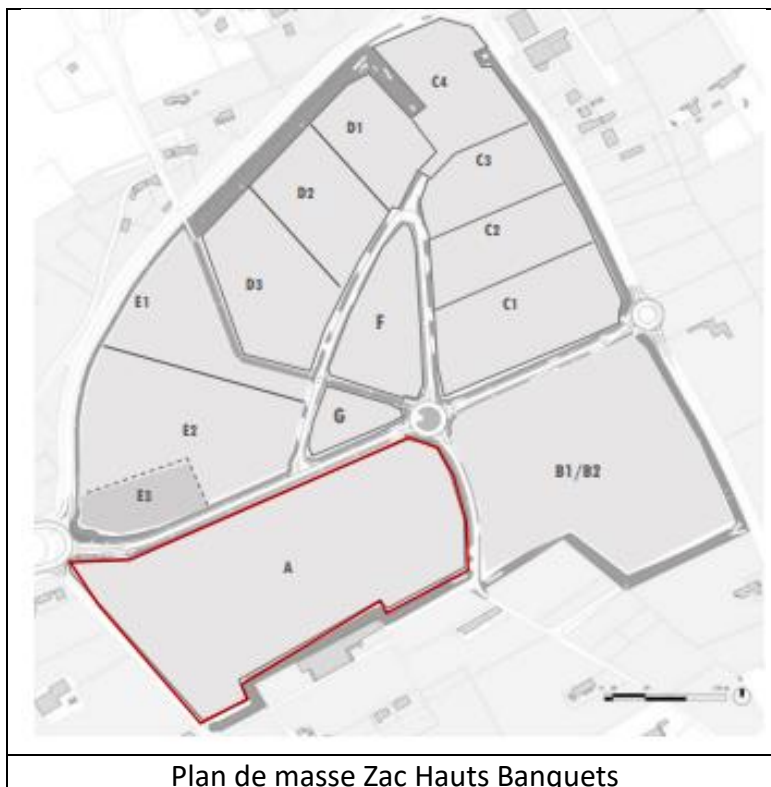 C4
D1
C3
D2
C2
D3
E1
C1
F
G
E2
B1/B2
E3
A
Plan de masse Zac Hauts Banquets